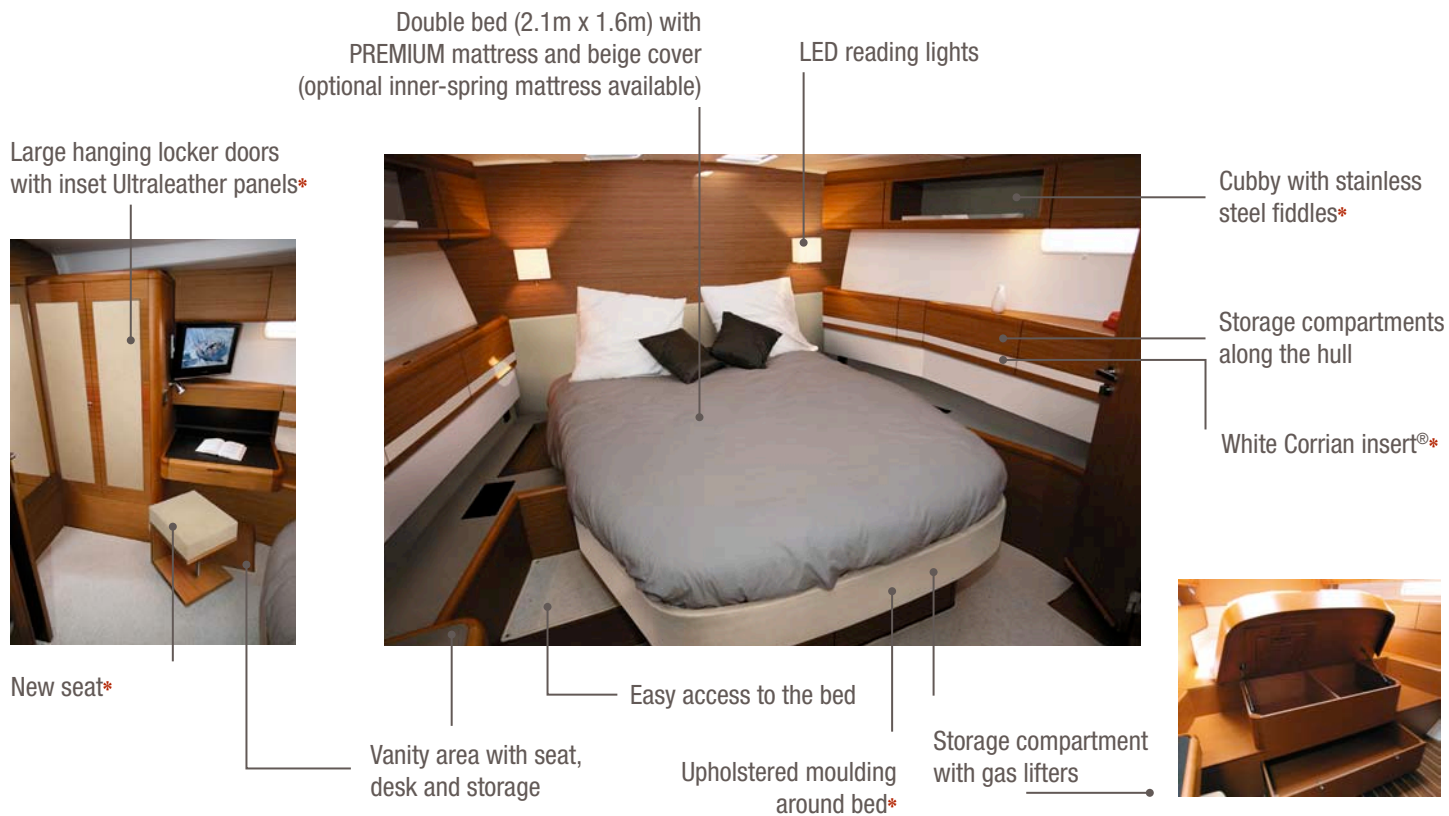 Double bed (2.1m x 1.6m) with
PREMIUM mattress and beige cover
(optional inner-spring mattress available)
LED reading lights
Large hanging locker doors
with inset Ultraleather panels*
Cubby with stainless
steel fiddles*
Storage compartments
along the hull
White Corrian insert®*
New seat*
Easy access to the bed
Vanity area with seat,
desk and storage
Upholstered moulding
around bed*
Storage compartment
with gas lifters